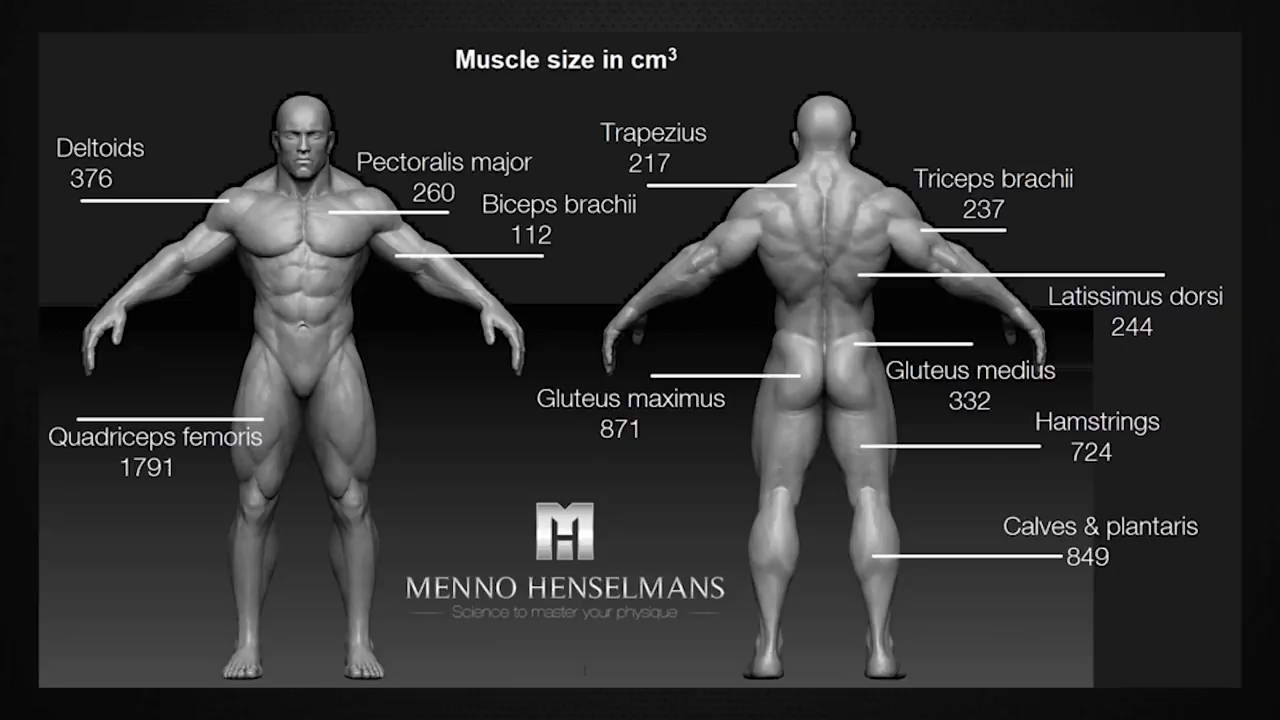 Muscle size in cm³
Deltoids
376
Pectoralis major
260
Biceps brachii
112
Quadriceps femoris
1791
Trapezius
217
Triceps brachii
237
Latissimus dorsi
244
Gluteus medius
332
Gluteus maximus
871
Hamstrings
724
Calves & plantaris
849
MH
MENNO HENSELMANS
Science to master your physique